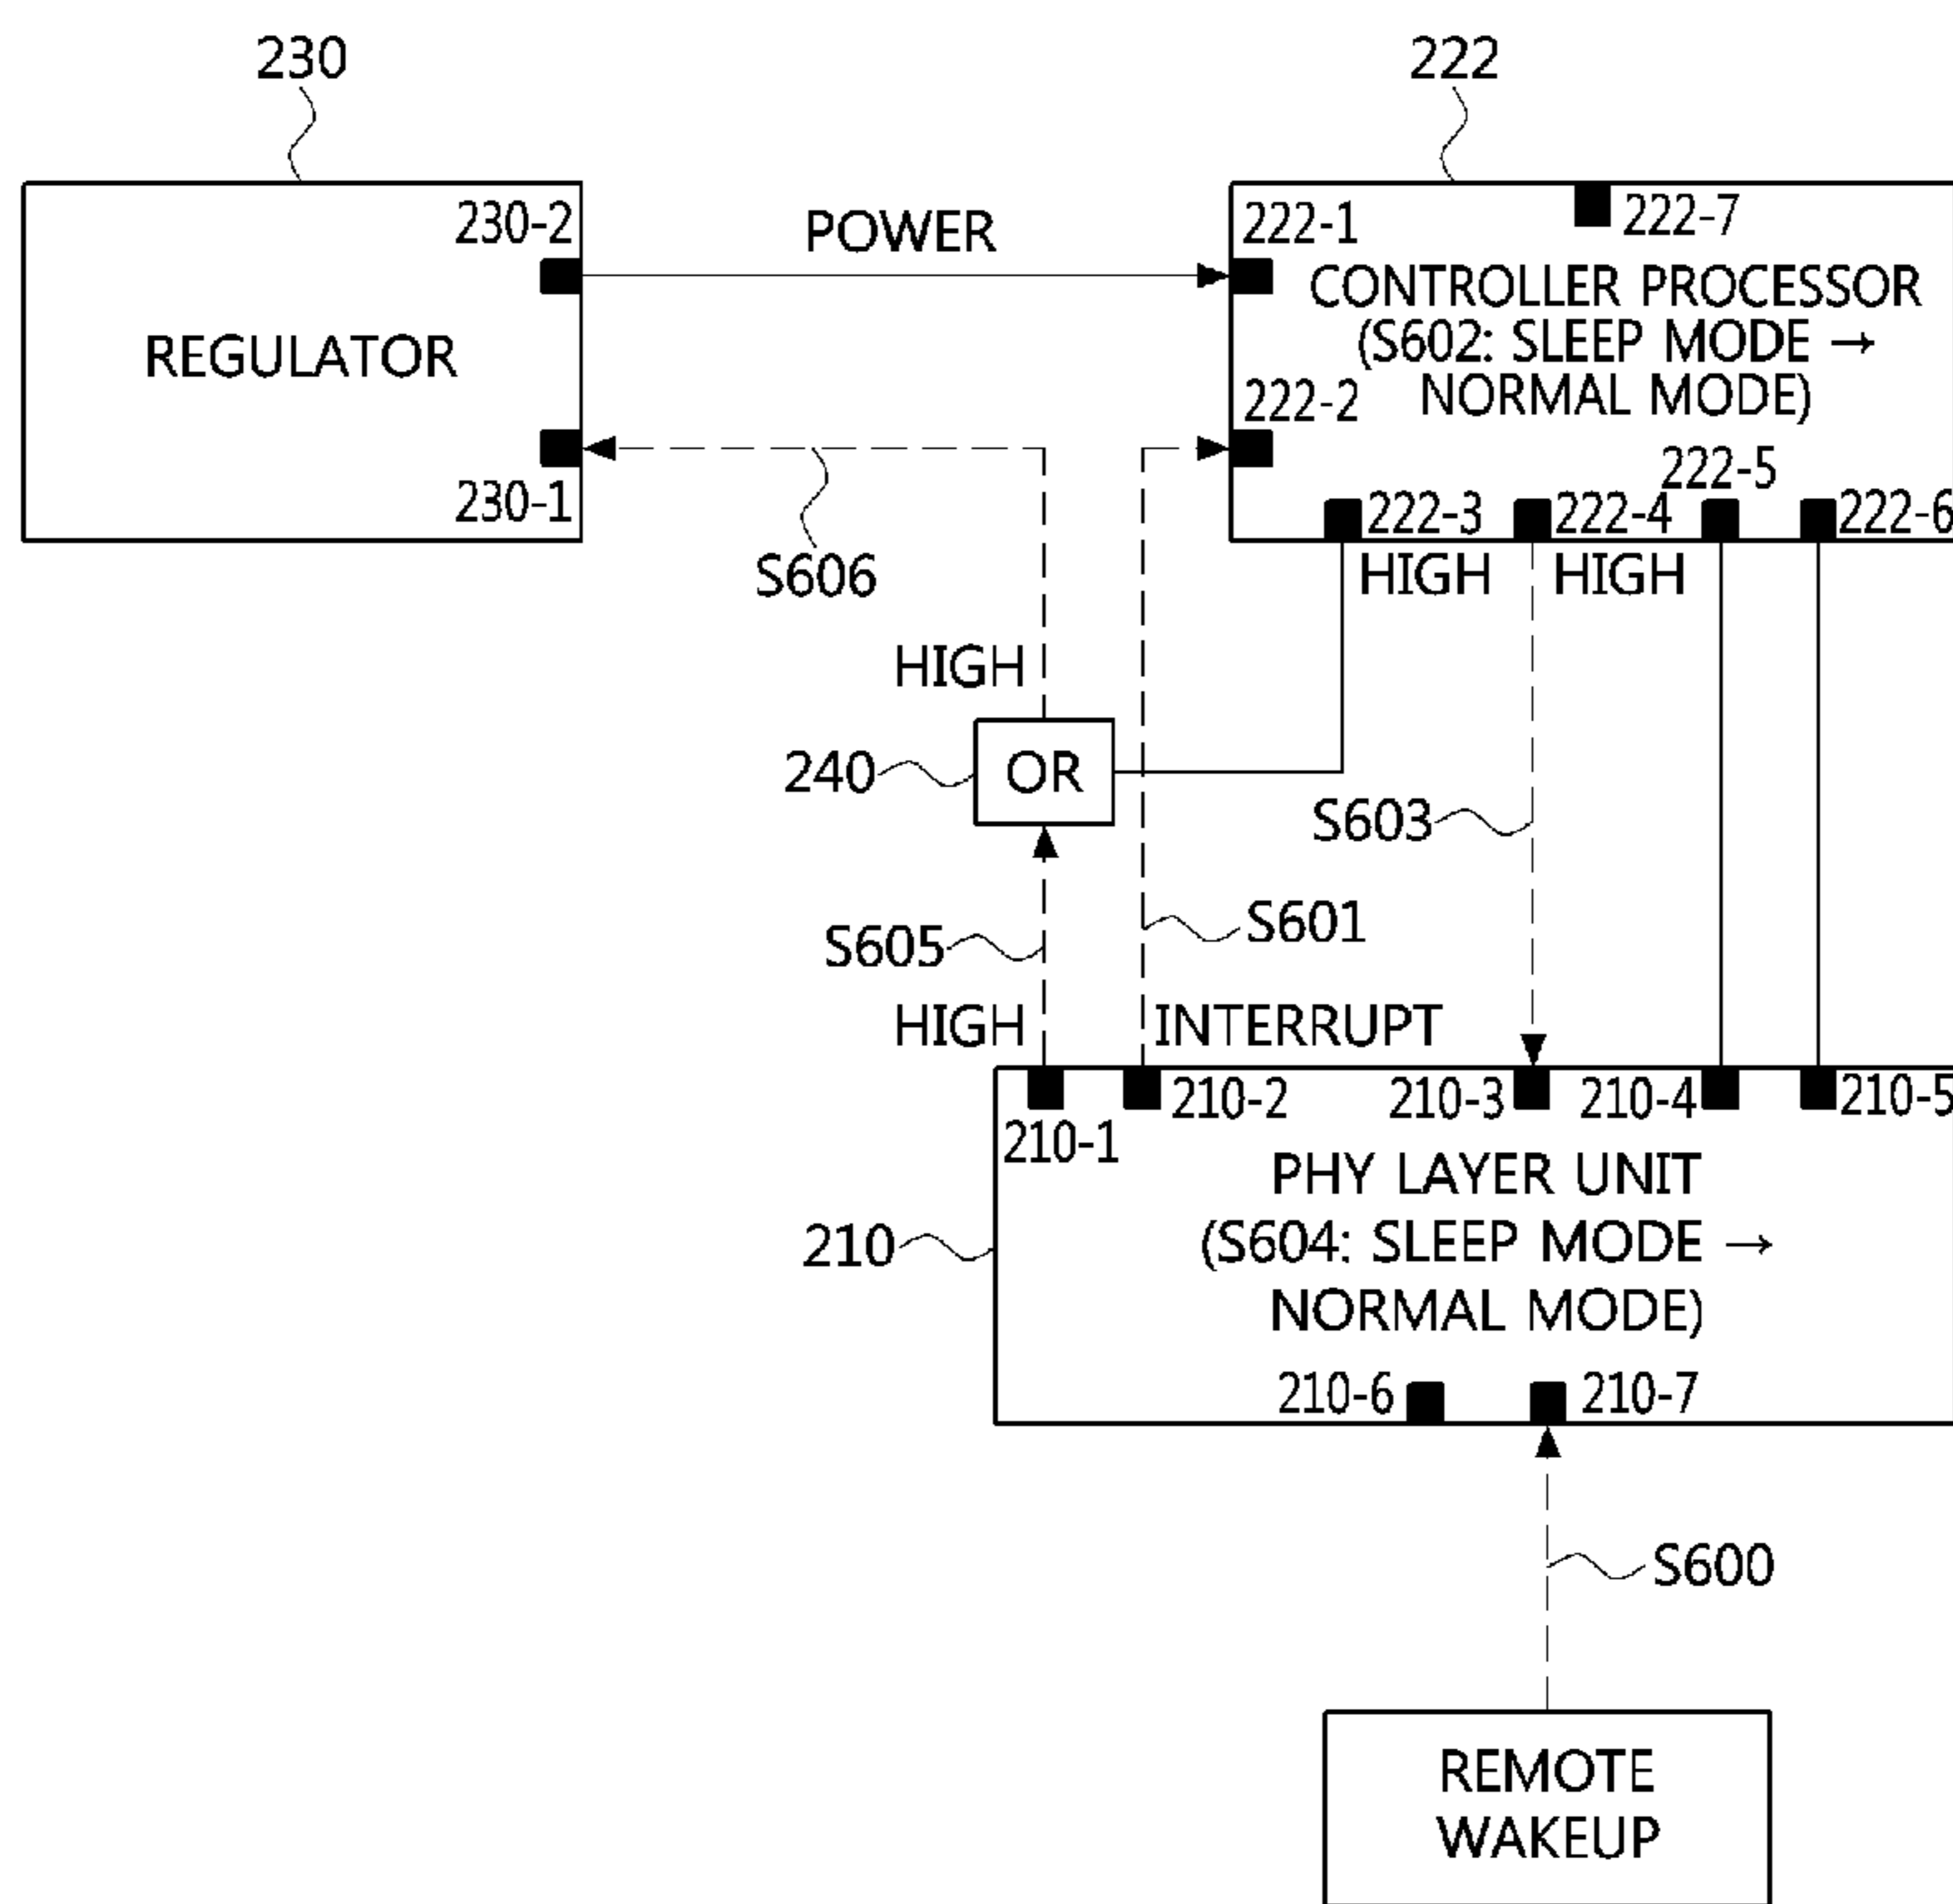 230
222
230-2
POWER
222-1
222-7
REGULATOR
CONTROLLER PROCESSOR
(S602: SLEEP MODE →
NORMAL MODE)
222-2
230-1
222-5
222-3
222-4
222-6
S606
HIGH
HIGH
HIGH
240
OR
S603
S605
S601
HIGH
INTERRUPT
210-1
210-2
210-3
210-4
210-5
PHY LAYER UNIT
210
(S604: SLEEP MODE →
NORMAL MODE)
210-6
210-7
S600
REMOTE
WAKEUP